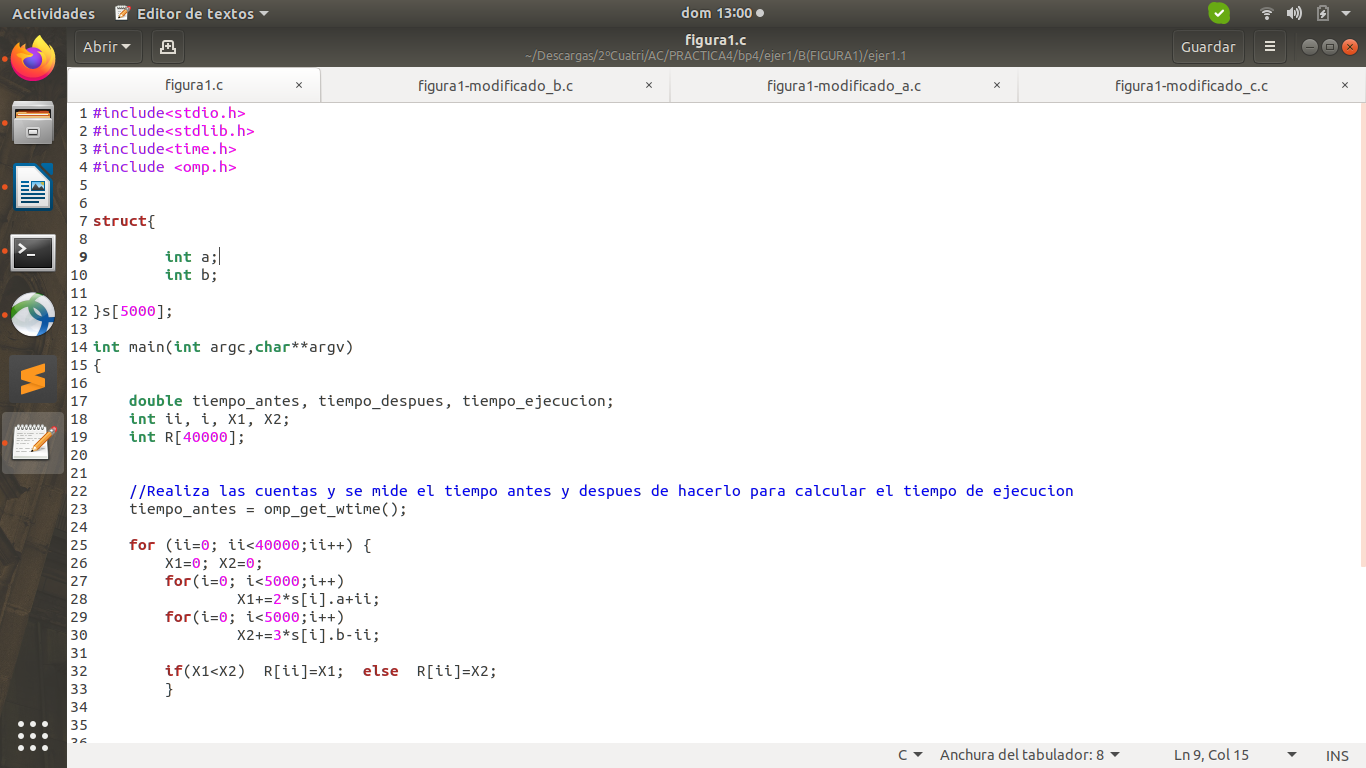 Actividades Editor de textos dom 13:00
Abrir figura1.c Guardar
~/Descargas/2ºCuatri/AC/PRACTICA4/bp4/ejer1/B(FIGURA1)/ejer1.1
figura1.c × figura1-modificado_b.c × figura1-modificado_a.c × figura1-modificado_c.c ×
1 #include<stdio.h>
2 #include<stdlib.h>
3 #include<time.h>
4 #include <omp.h>
5
6
7 struct{
8
9 int a;
10 int b;
11
12 }s[5000];
13
14 int main(int argc,char**argv)
15 {
16
17 double tiempo_antes, tiempo_despues, tiempo_ejecucion;
18 int ii, i, X1, X2;
19 int R[40000];
20
21
22 //Realiza las cuentas y se mide el tiempo antes y despues de hacerlo para calcular el tiempo de ejecucion
23 tiempo_antes = omp_get_wtime();
24
25 for (ii=0; ii<40000;ii++) {
26 X1=0; X2=0;
27 for(i=0; i<5000;i++)
28 X1+=2*s[i].a+ii;
29 for(i=0; i<5000;i++)
30 X2+=3*s[i].b-ii;
31
32 if(X1<X2) R[ii]=X1; else R[ii]=X2;
33 }
34
35
36
C Anchura del tabulador: 8 Ln 9, Col 15 INS